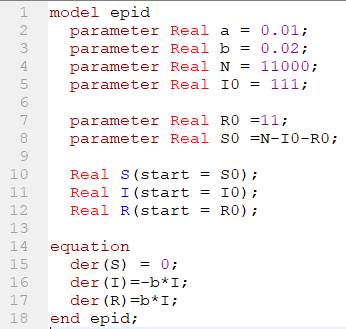 1 model epid
2 parameter Real a = 0.01;
3 parameter Real b = 0.02;
4 parameter Real N = 11000;
5 parameter Real I0 = 111;
6
7 parameter Real R0 =11;
8 parameter Real S0 =N-I0-R0;
9
10 Real S(start = S0);
11 Real I(start = I0);
12 Real R(start = R0);
13
14 equation
15 der(S) = 0;
16 der(I)=-b*I;
17 der(R)=b*I;
18 end epid;